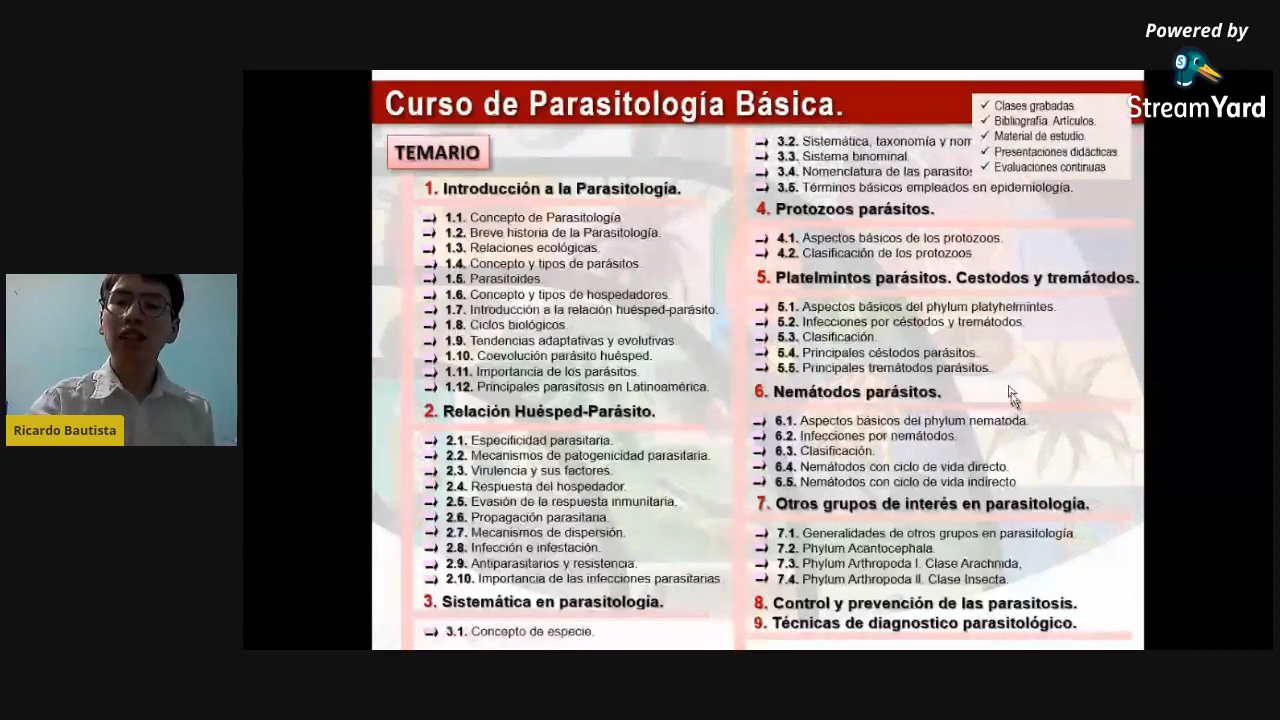 Powered by
StreamYard
Curso de Parasitología Básica.
✓ Clases grabadas
✓ Bibliografía Artículos.
✓ Material de estudio.
✓ Presentaciones didácticas
✓ Evaluaciones continuas
TEMARIO
1. Introducción a la Parasitología.
1.1. Concepto de Parasitología
1.2. Breve historia de la Parasitología.
1.3. Relaciones ecológicas.
1.4. Concepto y tipos de parásitos.
1.5. Parasitoides.
1.6. Concepto y tipos de hospedadores.
1.7. Introducción a la relación huésped-parásito.
1.8. Ciclos biológicos
1.9. Tendencias adaptativas y evolutivas.
1.10. Coevolución parásito huésped.
1.11. Importancia de los parásitos.
1.12. Principales parasitosis en Latinoamérica.
2. Relación Huésped-Parásito.
2.1. Especificidad parasitaria.
2.2. Mecanismos de patogenicidad parasitaria.
2.3. Virulencia y sus factores.
2.4. Respuesta del hospedador.
2.5. Evasión de la respuesta inmunitaria.
2.6. Propagación parasitaria.
2.7. Mecanismos de dispersión.
2.8. Infección e infestación.
2.9. Antiparasitarios y resistencia.
2.10. Importancia de las infecciones parasitarias
3. Sistemática en parasitología.
3.1. Concepto de especie.
3.2. Sistemática, taxonomía y nom
3.3. Sistema binominal.
3.4. Nomenclatura de las parasitos
3.5. Términos básicos empleados en epidemiología.
4. Protozoos parásitos.
4.1. Aspectos básicos de los protozoos.
4.2. Clasificación de los protozoos.
5. Platelmintos parásitos. Cestodos y trematódos.
5.1. Aspectos básicos del phylum platyhelmintes.
5.2. Infecciones por céstodos y tremátodos.
5.3. Clasificación.
5.4. Principales céstodos parásitos.
5.5. Principales tremátodos parásitos.
6. Nemátodos parásitos.
6.1. Aspectos básicos del phylum nematoda.
6.2. Infecciones por nemátodos.
6.3. Clasificación.
6.4. Nemátodos con ciclo de vida directo.
6.5. Nemátodos con ciclo de vida indirecto
7. Otros grupos de interés en parasitología.
7.1. Generalidades de otros grupos en parasitología.
7.2. Phylum Acantocephala.
7.3. Phylum Arthropoda I. Clase Arachnida,
7.4. Phylum Arthropoda II. Clase Insecta.
8. Control y prevención de las parasitosis.
9. Técnicas de diagnostico parasitológico.
Ricardo Bautista